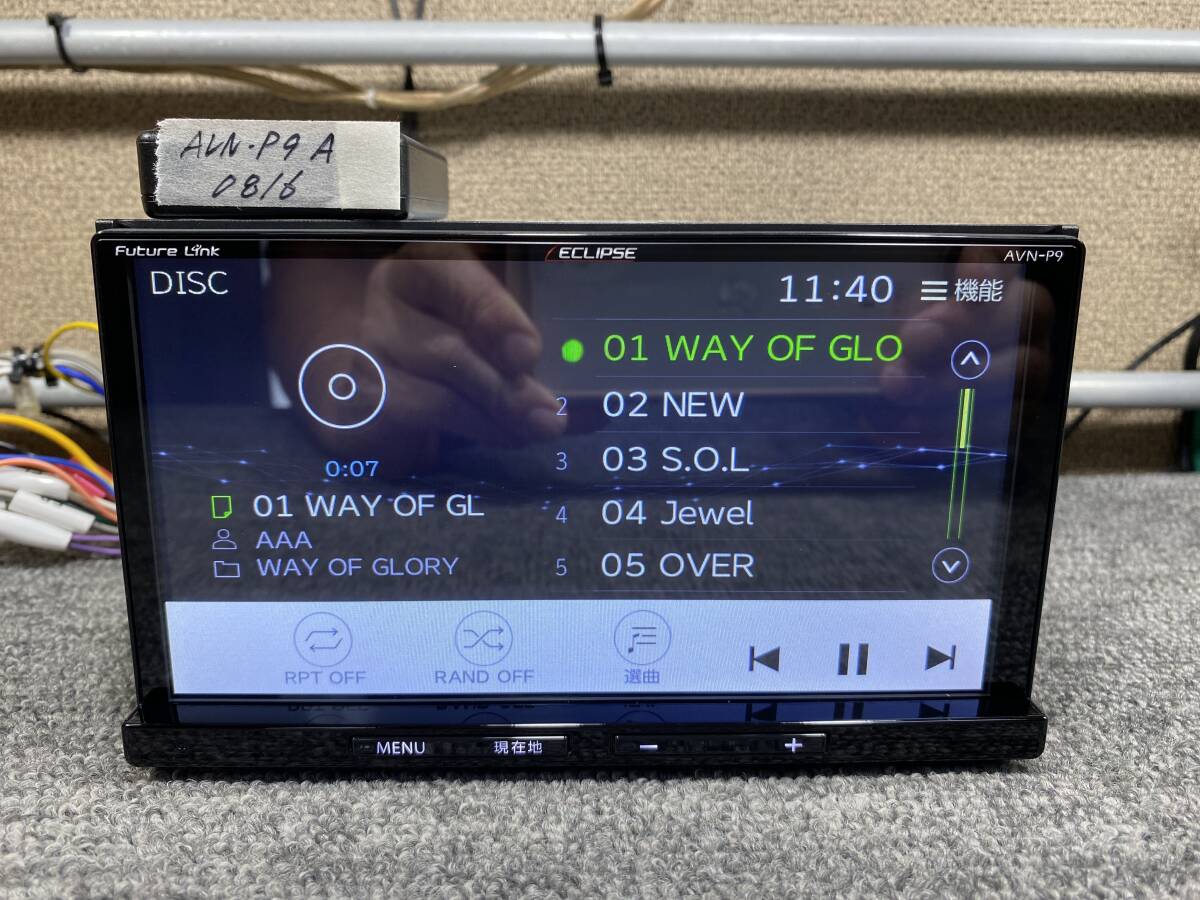 AVN-P9 A
0816
Future Link
ECLIPSE
AVN-P9
DISC
11:40
機能
01 WAY OF GLO
2 02 NEW
3 03 S.O.L
4 04 Jewel
5 05 OVER
0:07
01 WAY OF GL
AAA
WAY OF GLORY
RPT OFF
RAND OFF
選曲
MENU
現在地